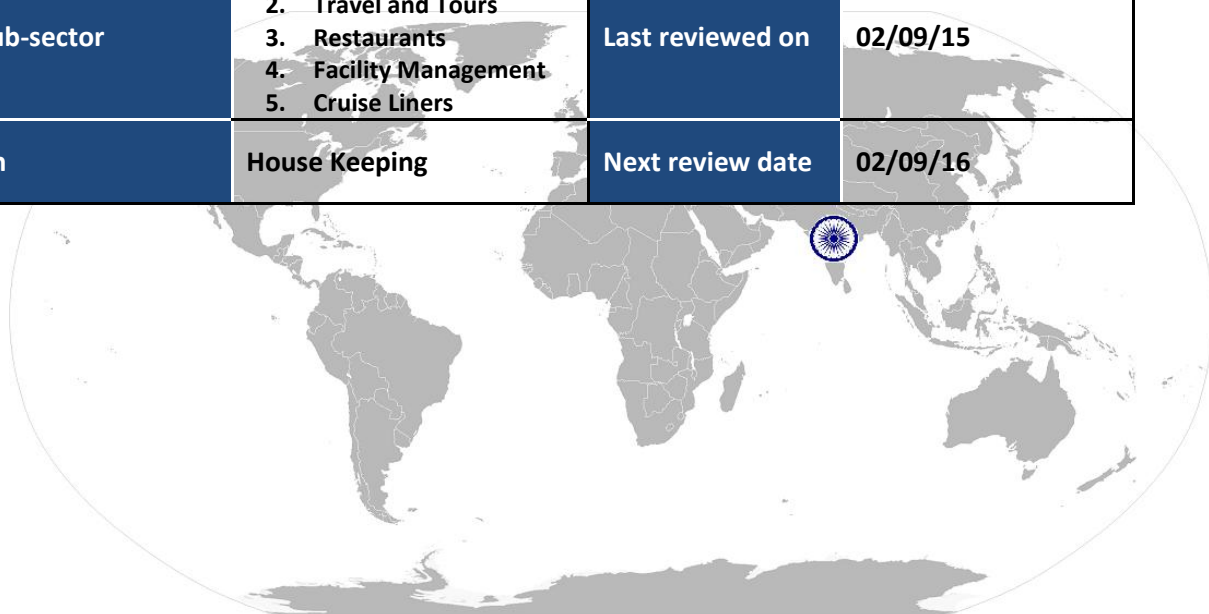 2. Travel and Tours
ub-sector
3. Restaurants
Last reviewed on
02/09/15
4. Facility Management
5. Cruise Liners
n
House Keeping
Next review date
02/09/16